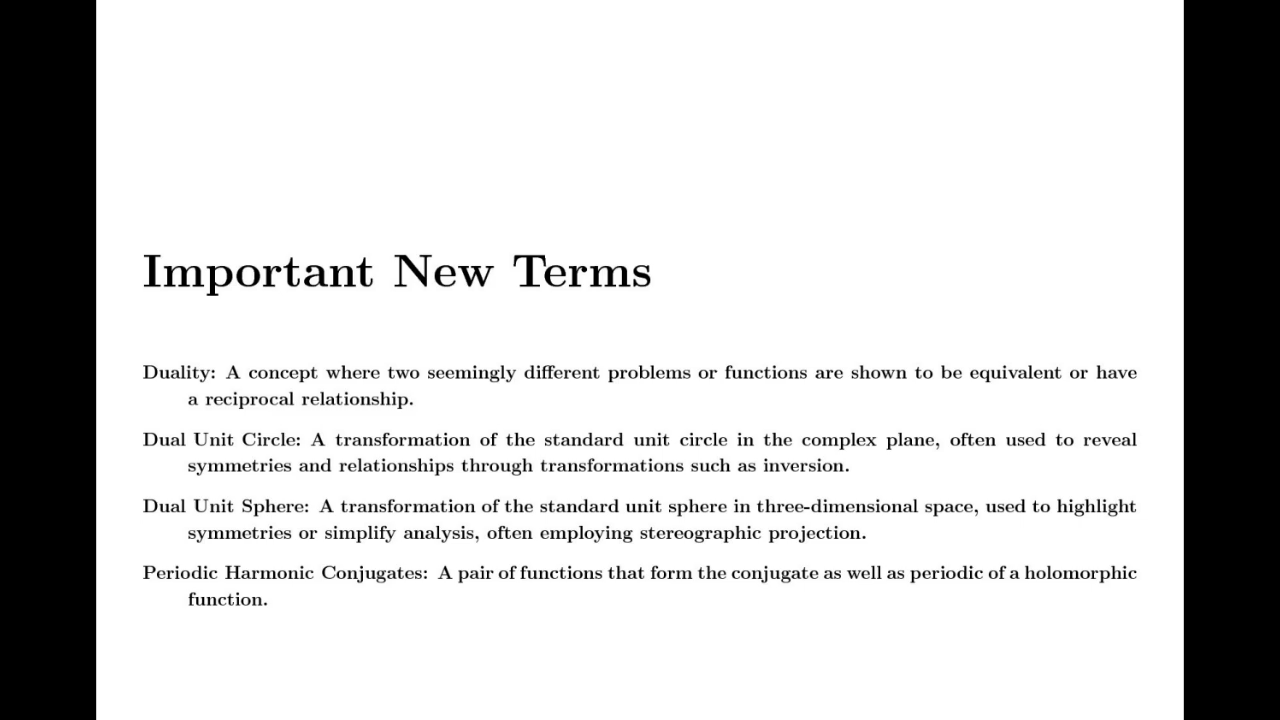 Important New Terms
Duality: A concept where two seemingly different problems or functions are shown to be equivalent or have
a reciprocal relationship.
Dual Unit Circle: A transformation of the standard unit circle in the complex plane, often used to reveal
symmetries and relationships through transformations such as inversion.
Dual Unit Sphere: A transformation of the standard unit sphere in three-dimensional space, used to highlight
symmetries or simplify analysis, often employing stereographic projection.
Periodic Harmonic Conjugates: A pair of functions that form the conjugate as well as periodic of a holomorphic
function.